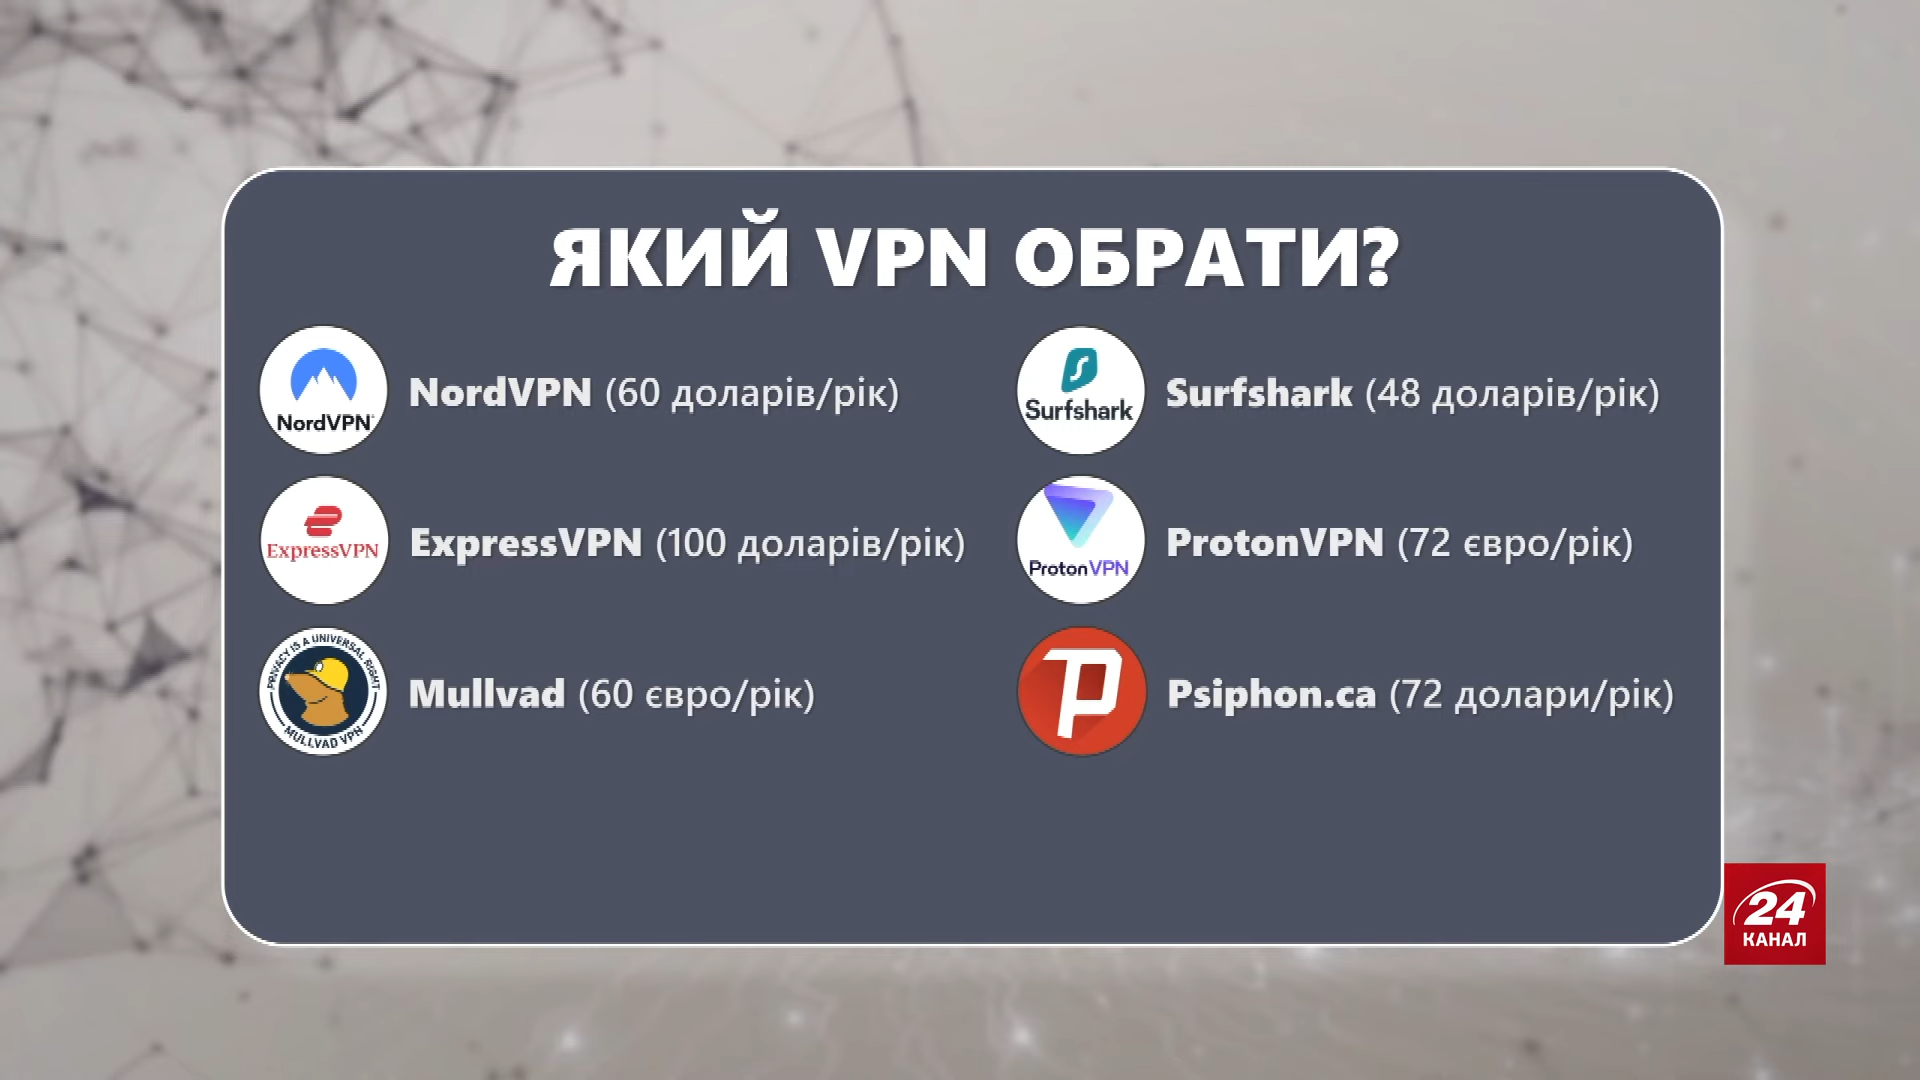 ЯКИЙ VPN ОБРАТИ?
NordVPN
NordVPN (60 доларів/рік)
Surfshark
Surfshark (48 доларів/рік)
ExpressVPN
ExpressVPN (100 доларів/рік)
ProtonVPN
ProtonVPN (72 євро/рік)
PRIVACY IS A UNIVERSAL RIGHT
MULLVAD VPN
Mullvad (60 євро/рік)
Psiphon.ca (72 долари/рік)
24
КАНАЛ